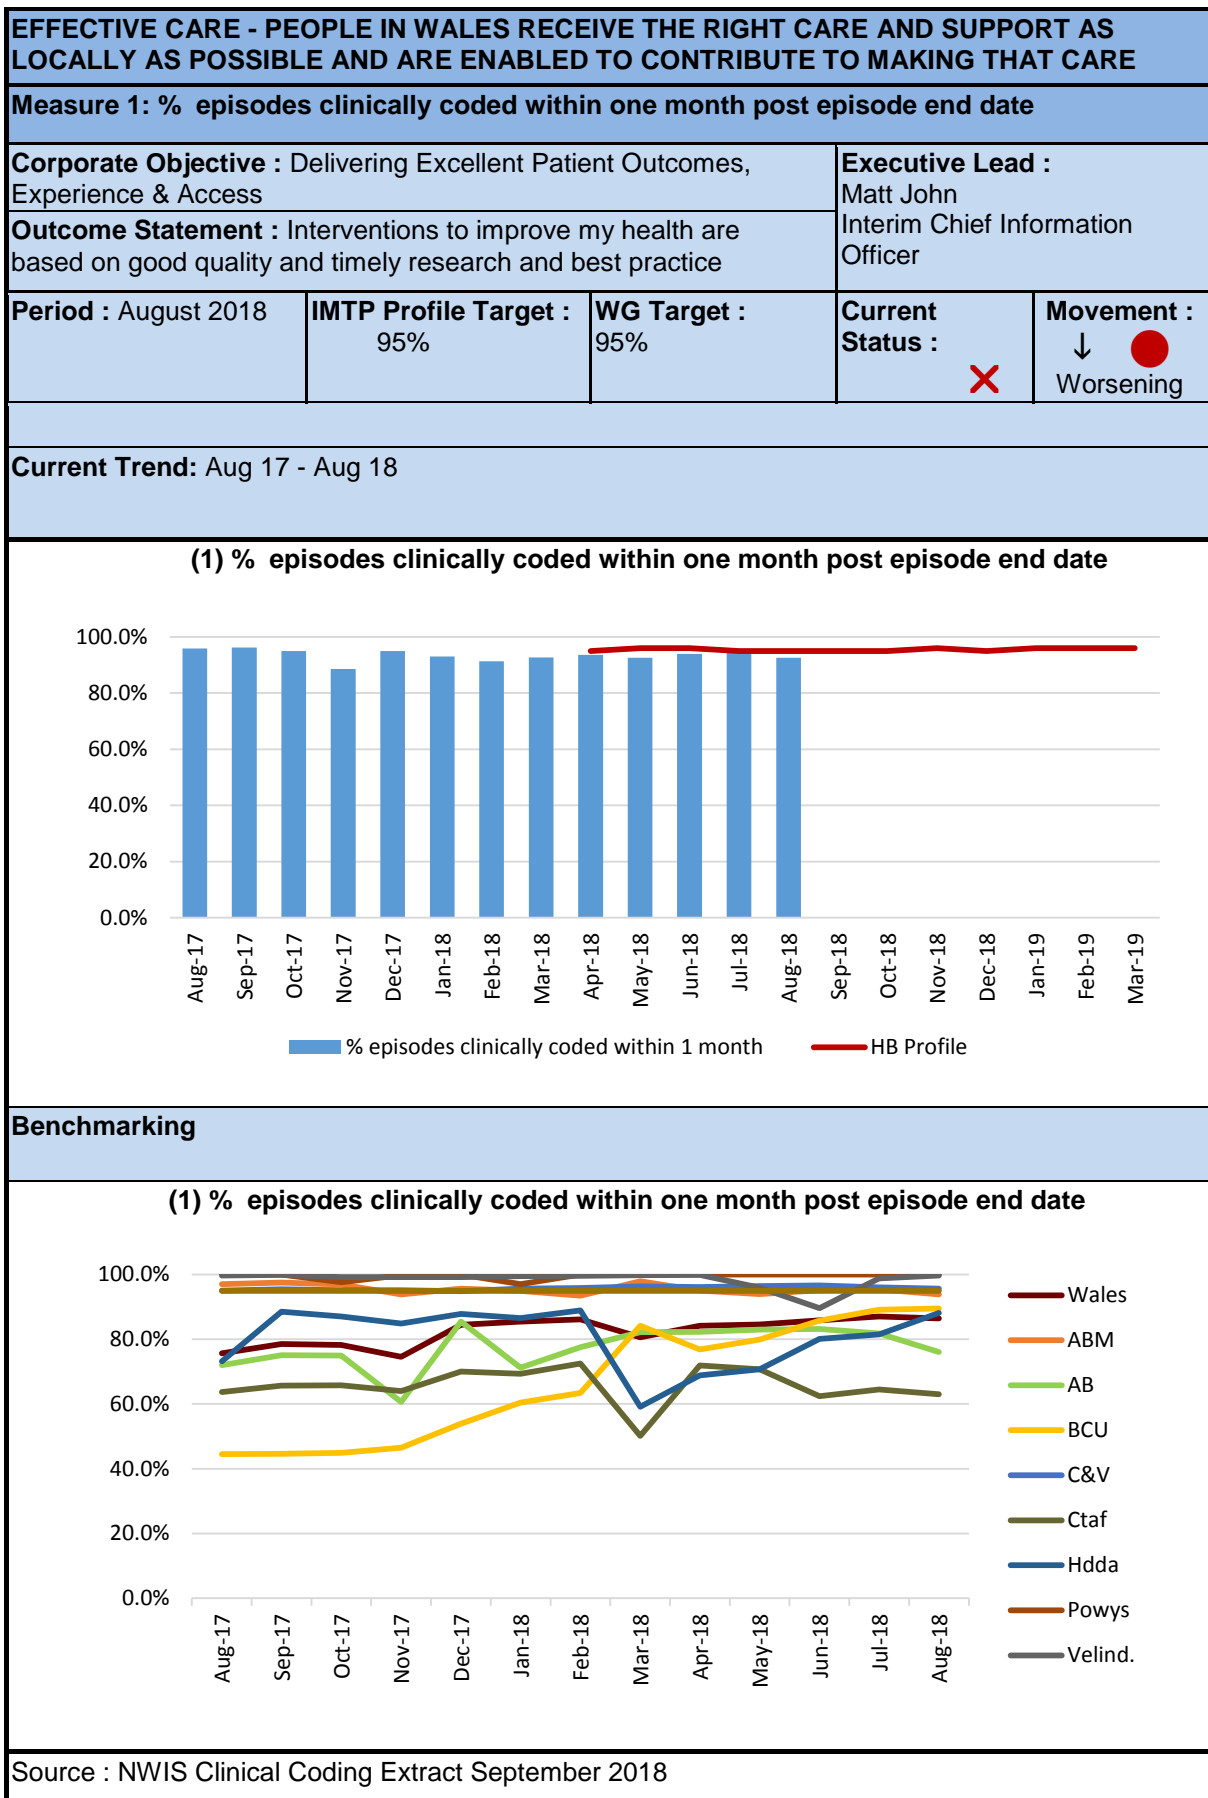 EFFECTIVE CARE - PEOPLE IN WALES RECEIVE THE RIGHT CARE AND SUPPORT AS
LOCALLY AS POSSIBLE AND ARE ENABLED TO CONTRIBUTE TO MAKING THAT CARE
Measure 1: %  episodes clinically coded within one month post episode end date
Corporate Objective : Delivering Excellent Patient Outcomes,
Experience & Access
Executive Lead :
Matt John
Interim Chief Information
Officer
Outcome Statement : Interventions to improve my health are
based on good quality and timely research and best practice
Period : August 2018
IMTP Profile Target :
95%
WG Target :
95%
Current
Status :
Movement :
↓
Worsening
Current Trend: Aug 17 - Aug 18
(1) %  episodes clinically coded within one month post episode end date
100.0%
80.0%
60.0%
40.0%
20.0%
0.0%
Aug-17
Sep-17
Oct-17
Nov-17
Dec-17
Jan-18
Feb-18
Mar-18
Apr-18
May-18
Jun-18
Jul-18
Aug-18
Sep-18
Oct-18
Nov-18
Dec-18
Jan-19
Feb-19
Mar-19
% episodes clinically coded within 1 month
HB Profile
Benchmarking
(1) %  episodes clinically coded within one month post episode end date
100.0%
80.0%
60.0%
40.0%
20.0%
0.0%
Aug-17
Sep-17
Oct-17
Nov-17
Dec-17
Jan-18
Feb-18
Mar-18
Apr-18
May-18
Jun-18
Jul-18
Aug-18
Wales
ABM
AB
BCU
C&V
Ctaf
Hdda
Powys
Velind.
Source : NWIS Clinical Coding Extract September 2018